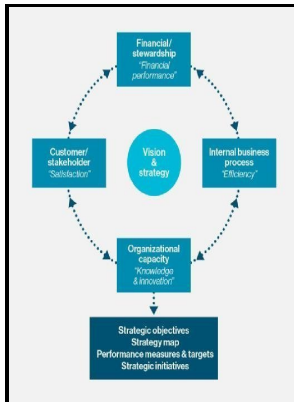 Financial/
stewardship
"Financial
performance"
Customer/
stakeholder
"Satisfaction"
Vision
&
strategy
Internal business
process
"Efficiency"
Organizational
capacity
"Knowledge
& innovation"
Strategic objectives
Strategy map
Performance measures & targets
Strategic initiatives